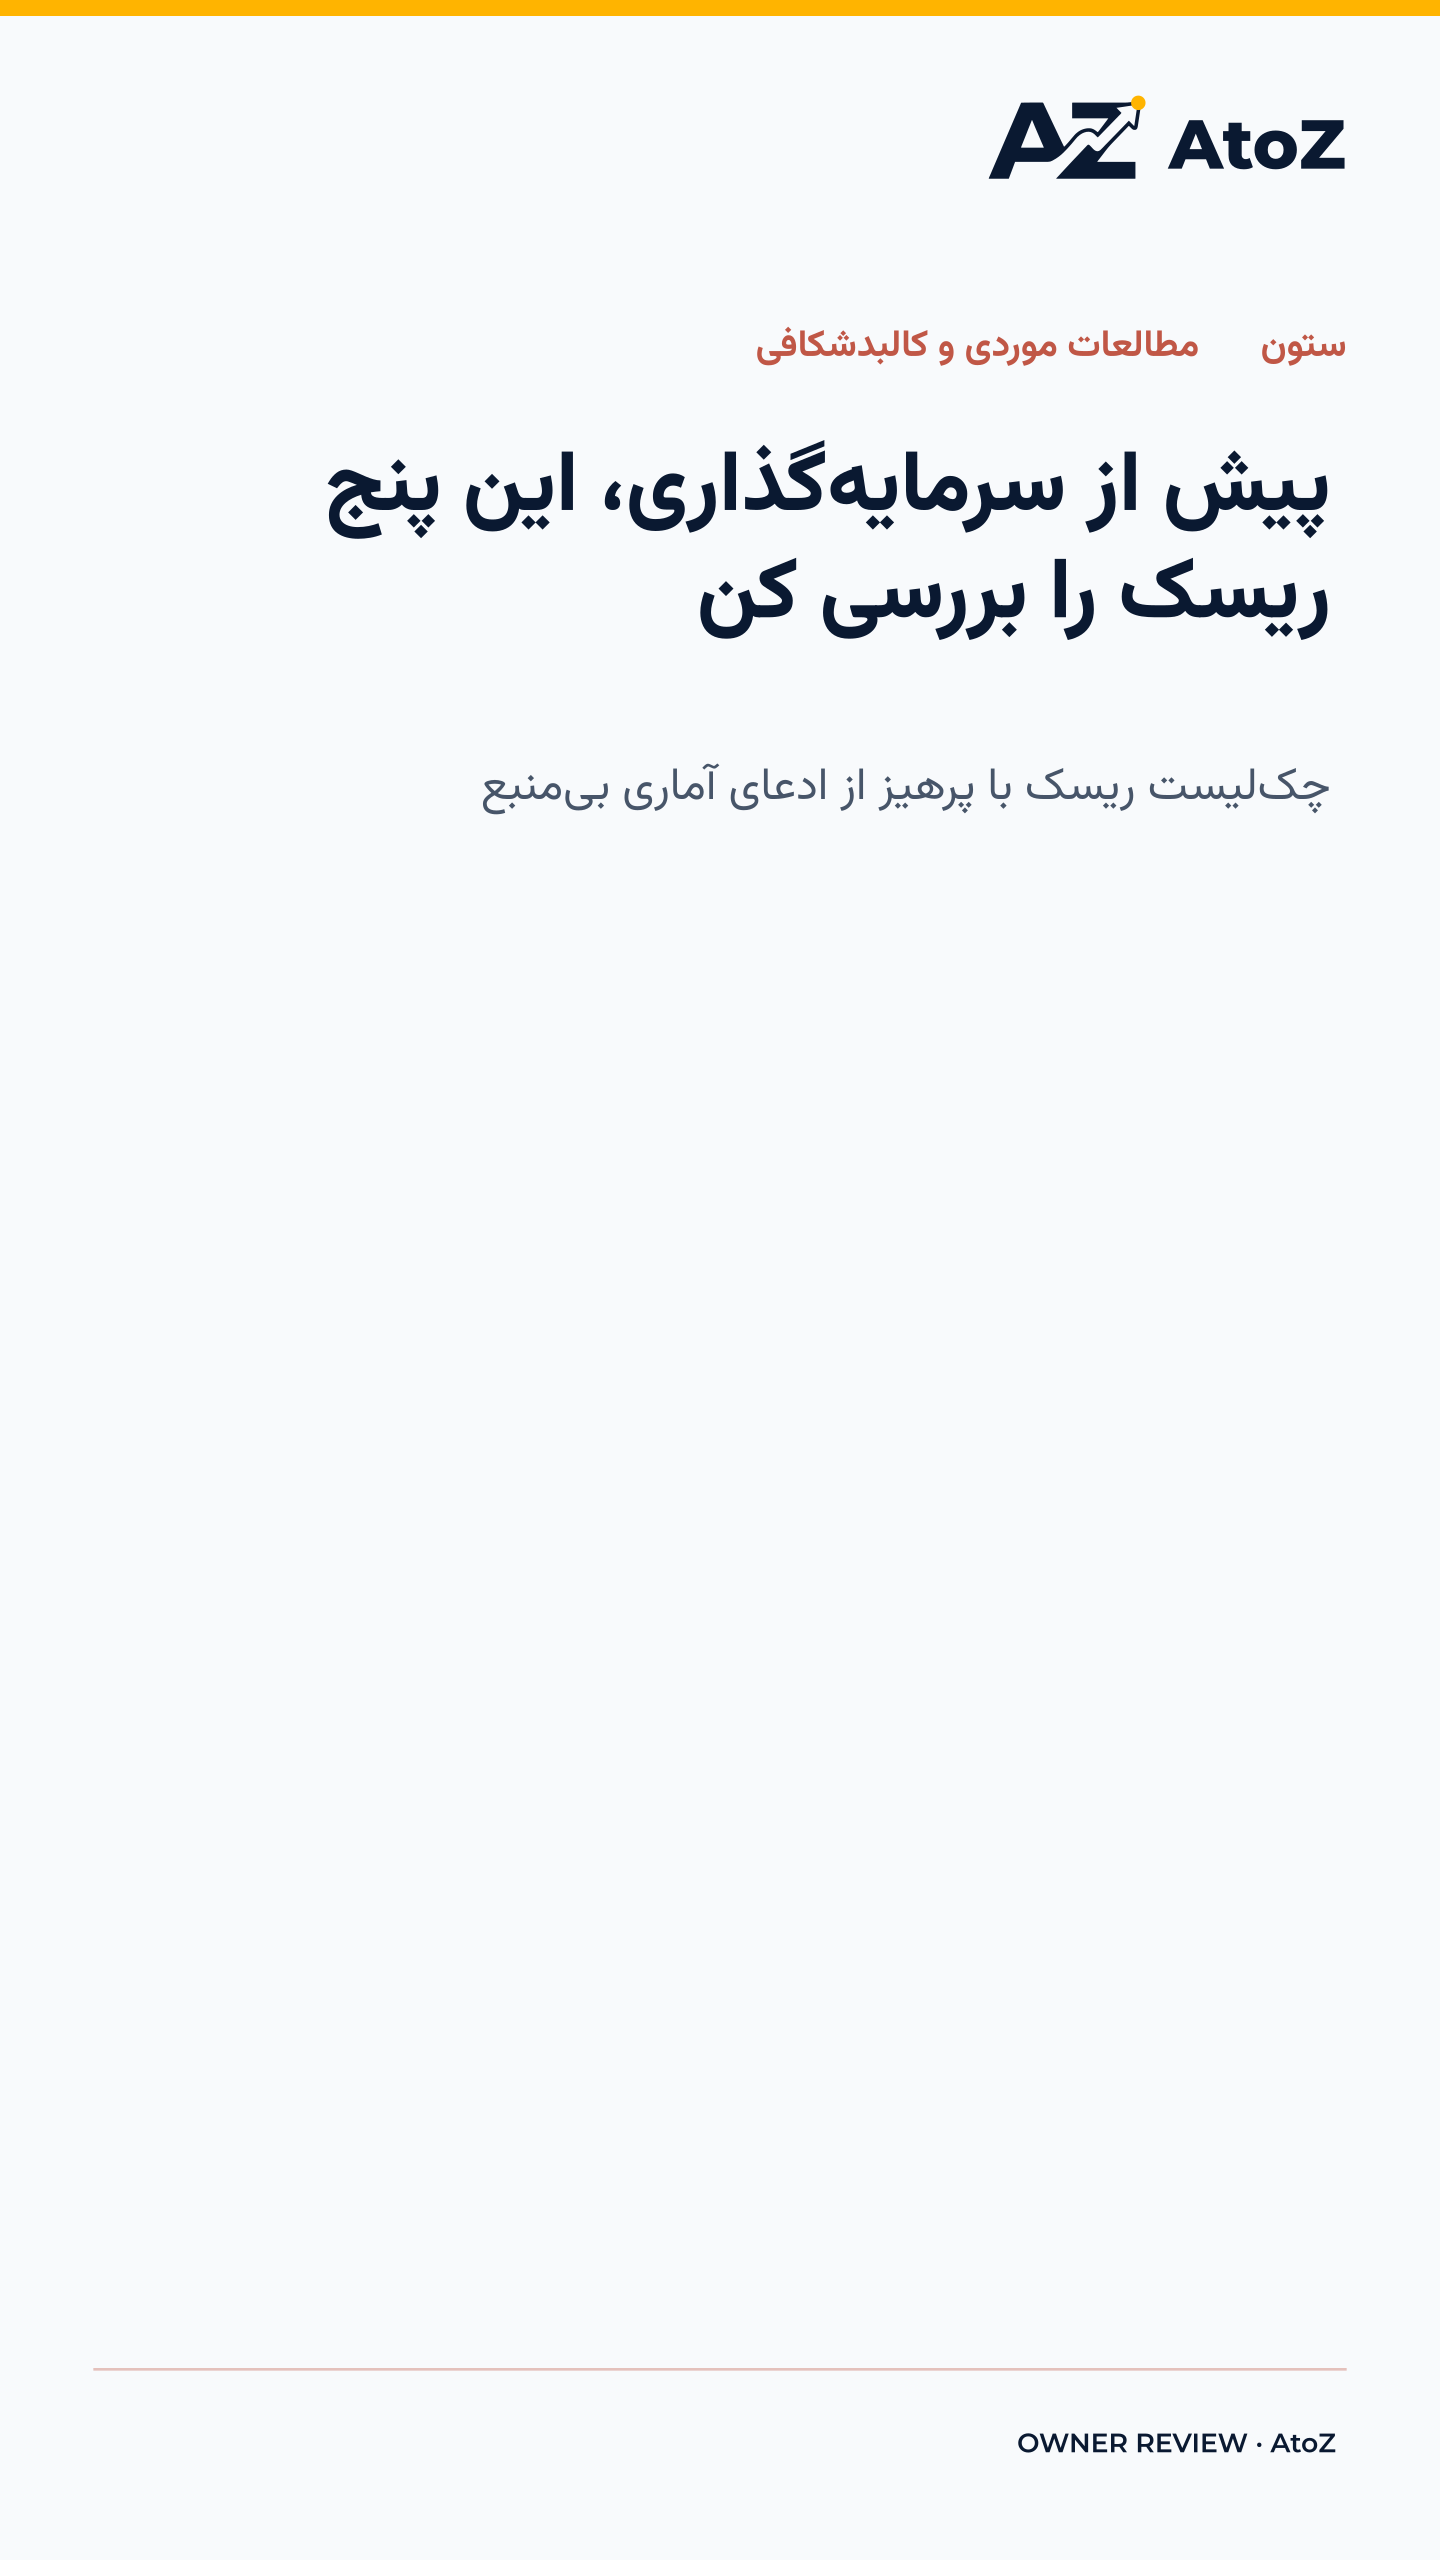 AZ AtoZ
ستون مطالعات موردی و کالبدشکافی
پیش از سرمایه‌گذاری، این پنج
ریسک را بررسی کن
چک‌لیست ریسک با پرهیز از ادعای آماری بی‌منبع
OWNER REVIEW · AtoZ